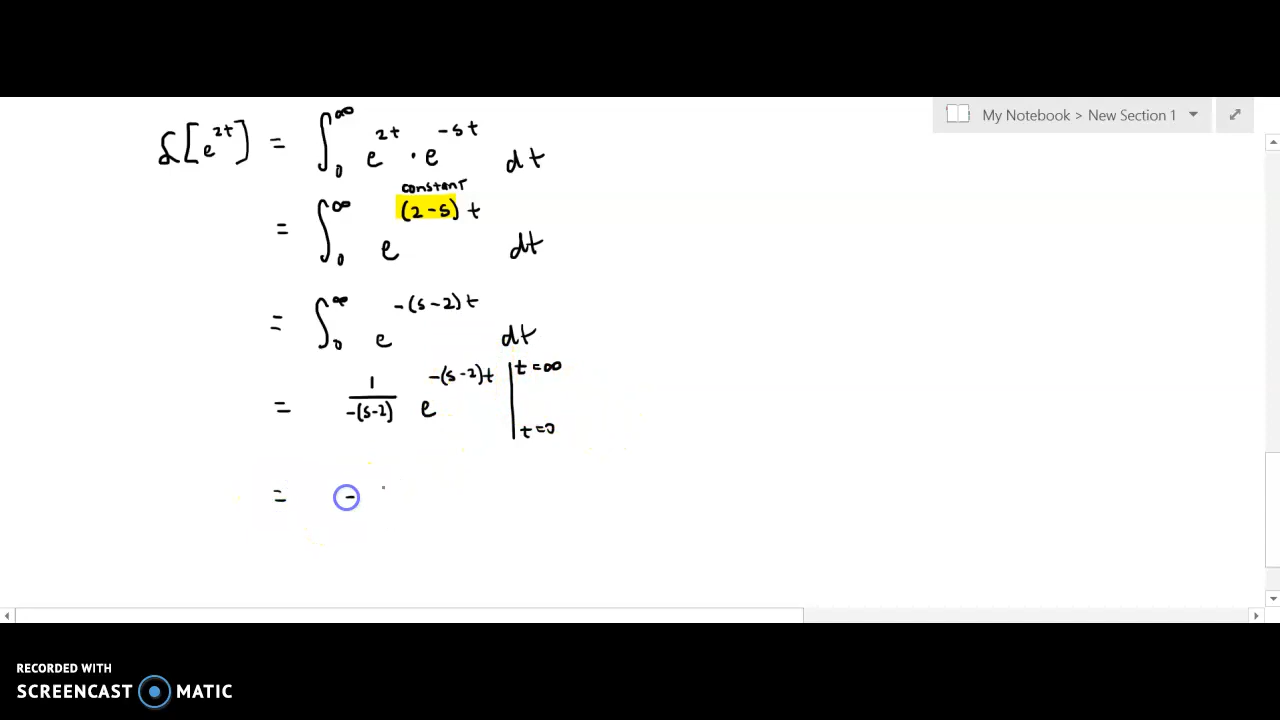 My Notebook > New Section 1
ℒ[e^{2t}] = ∫_0^∞ e^{2t} · e^{-st} dt
constant
= ∫_0^∞ e^{(2-s)t} dt
= ∫_0^∞ e^{-(s-2)t} dt
= 1/-(s-2) e^{-(s-2)t} |_{t=0}^{t=∞}
= -
RECORDED WITH
SCREENCAST MATIC